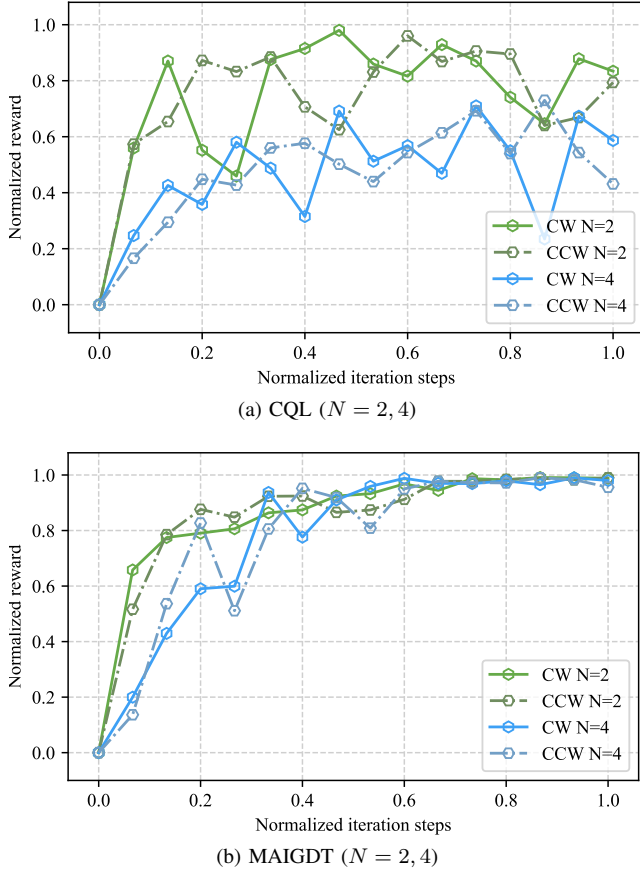 1.0
0.8
0.6
0.4
0.2
0.0
Normalized reward
CW N=2
CCW N=2
CW N=4
CCW N=4
0.0 0.2 0.4 0.6 0.8 1.0
Normalized iteration steps
(a) CQL (N = 2, 4)
1.0
0.8
0.6
0.4
0.2
0.0
Normalized reward
CW N=2
CCW N=2
CW N=4
CCW N=4
0.0 0.2 0.4 0.6 0.8 1.0
Normalized iteration steps
(b) MAIGDT (N = 2, 4)